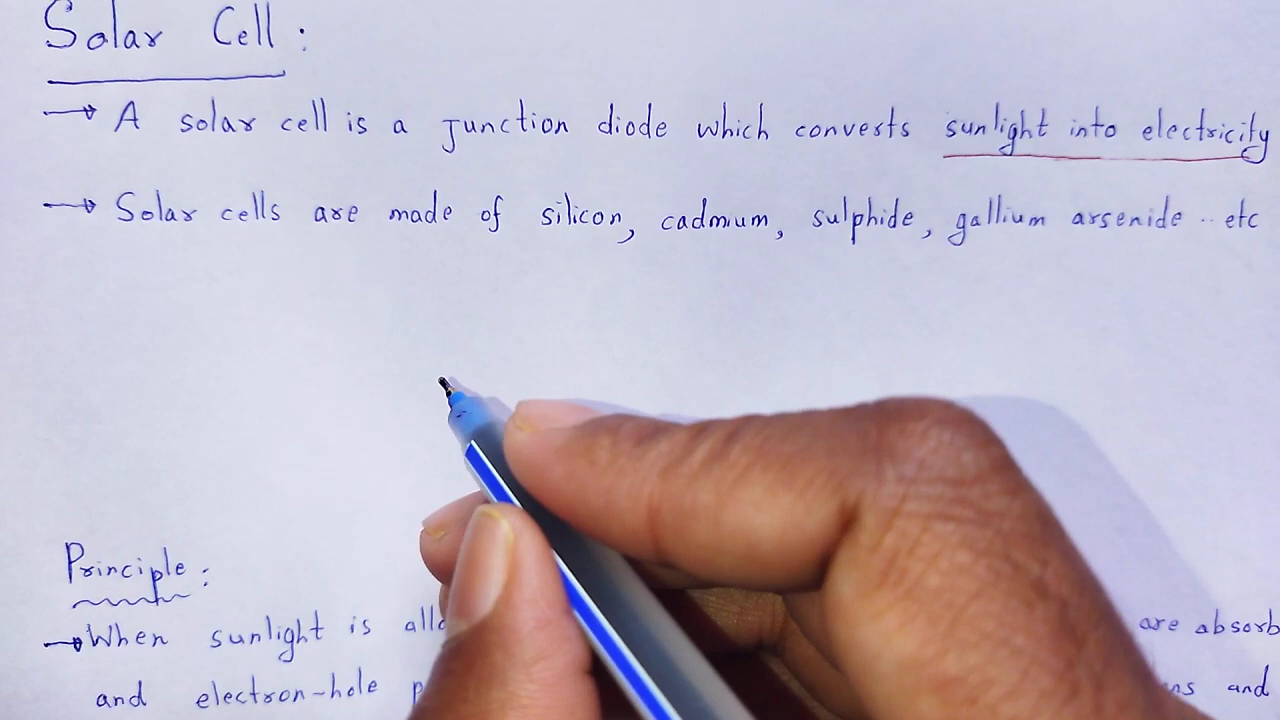 Solar Cell :
→ A solar cell is a junction diode which converts sunlight into electricity
→ Solar cells are made of silicon, cadmium, sulphide, gallium arsenide .. etc
Principle :
→ When sunlight is are absorb
and electron-hole and